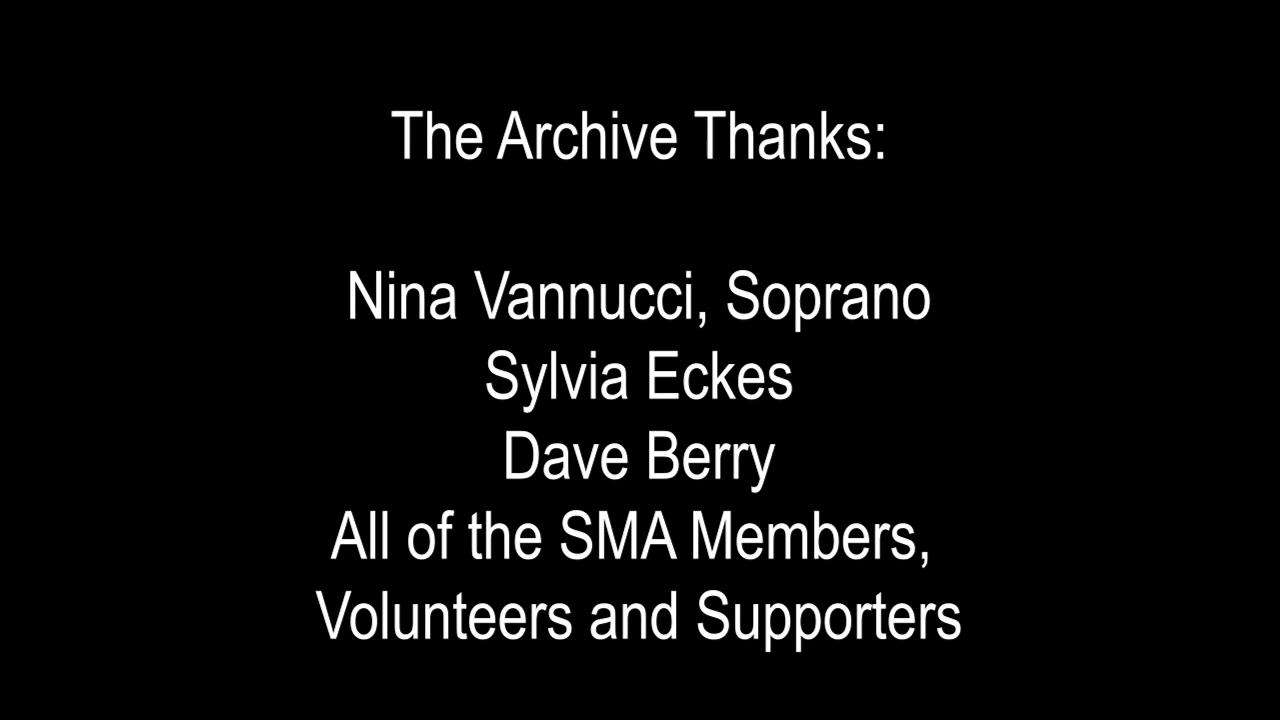 The Archive Thanks:
Nina Vannucci, Soprano
Sylvia Eckes
Dave Berry
All of the SMA Members,
Volunteers and Supporters